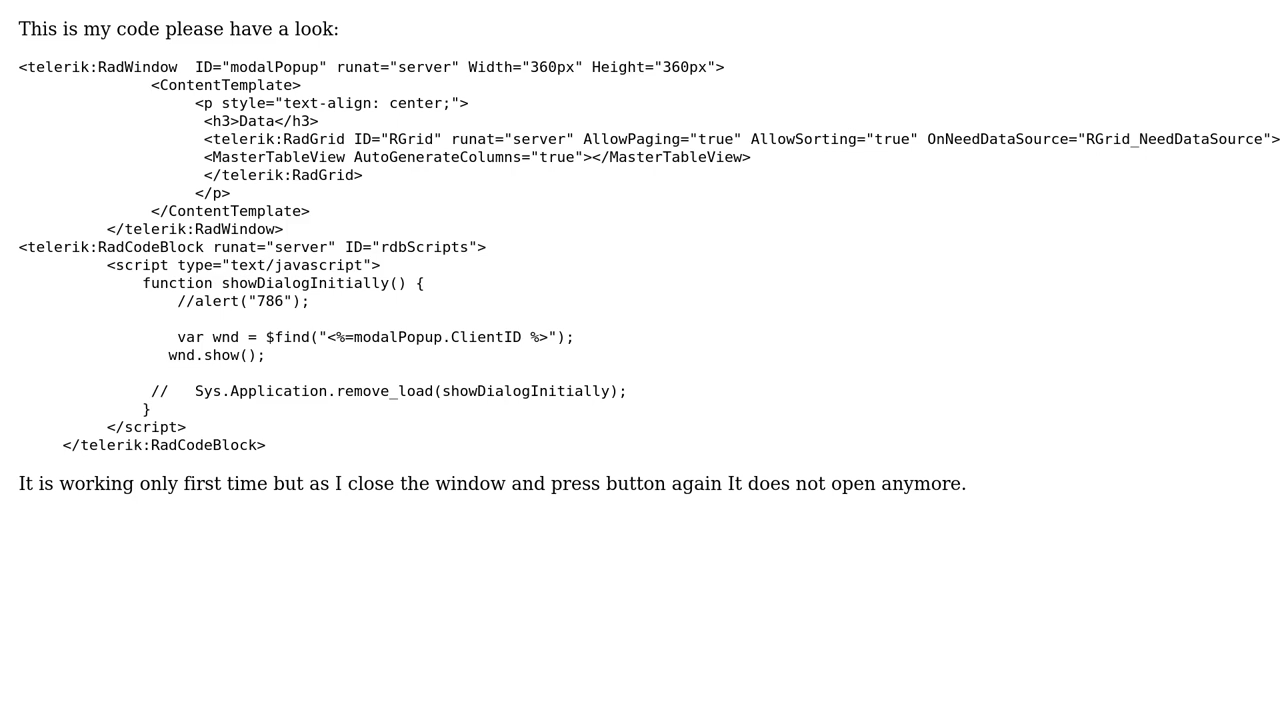 This is my code please have a look:
<telerik:RadWindow  ID="modalPopup" runat="server" Width="360px" Height="360px">
               <ContentTemplate>
                    <p style="text-align: center;">
                     <h3>Data</h3>
                     <telerik:RadGrid ID="RGrid" runat="server" AllowPaging="true" AllowSorting="true" OnNeedDataSource="RGrid_NeedDataSource">
                     <MasterTableView AutoGenerateColumns="true"></MasterTableView>
                     </telerik:RadGrid>
                    </p>
               </ContentTemplate>
          </telerik:RadWindow>
<telerik:RadCodeBlock runat="server" ID="rdbScripts">
          <script type="text/javascript">
              function showDialogInitially() {
                  //alert("786");

                  var wnd = $find("<%=modalPopup.ClientID %>");
                 wnd.show();

               //   Sys.Application.remove_load(showDialogInitially);
              }
          </script>
     </telerik:RadCodeBlock>
It is working only first time but as I close the window and press button again It does not open anymore.